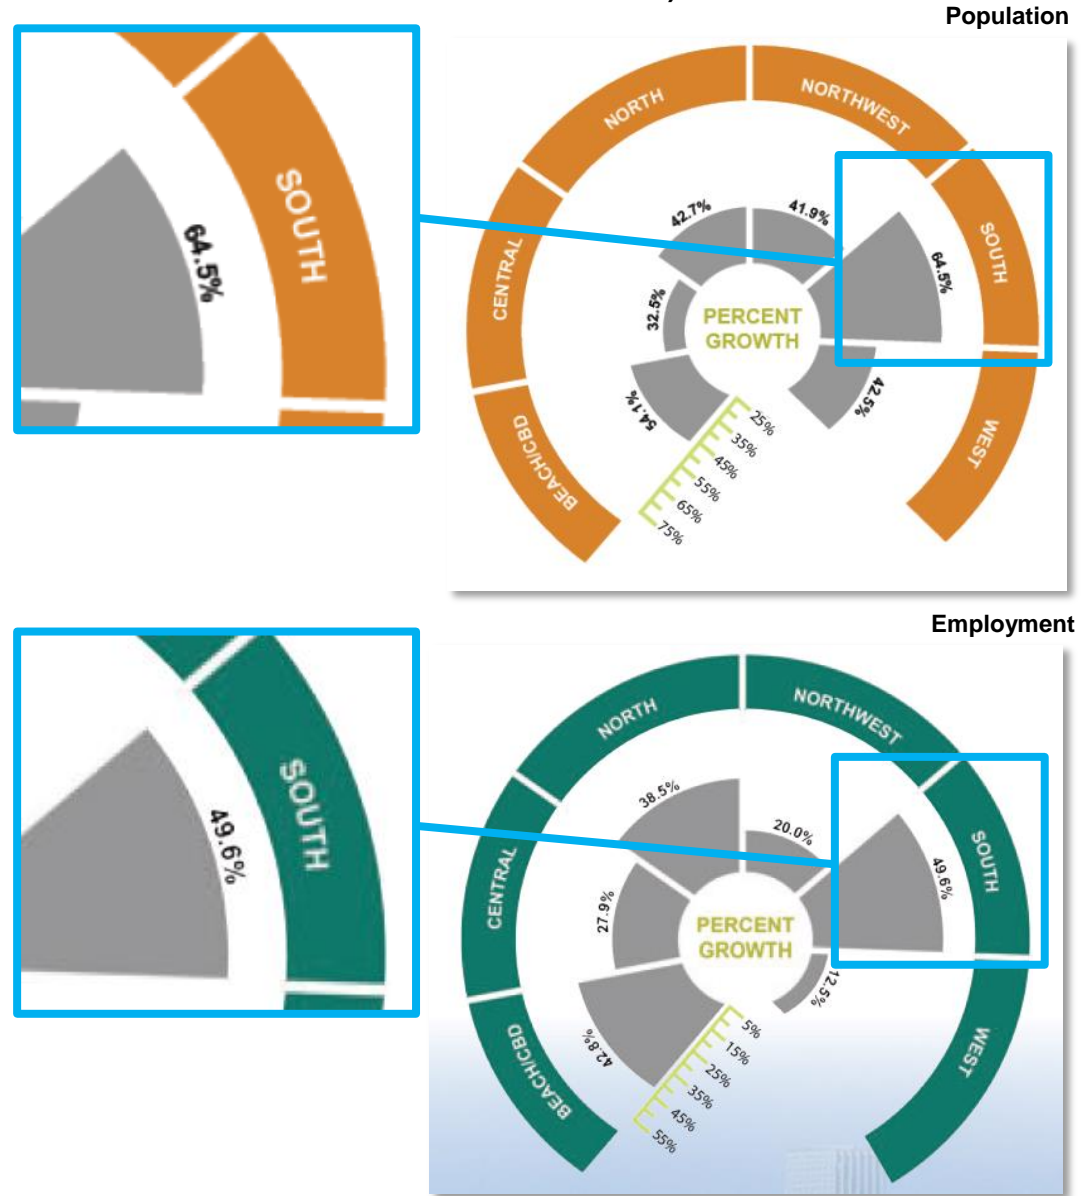 Population
SOUTH
64.5%
NORTH
NORTHWEST
CENTRAL
SOUTH
BEACH/CBD
WEST
42.7%
41.9%
64.5%
32.5%
54.1%
42.5%
PERCENT
GROWTH
25%
35%
45%
55%
65%
75%
Employment
SOUTH
49.6%
NORTH
NORTHWEST
CENTRAL
SOUTH
BEACH/CBD
WEST
38.5%
20.0%
49.6%
27.9%
42.8%
12.5%
PERCENT
GROWTH
5%
15%
25%
35%
45%
55%